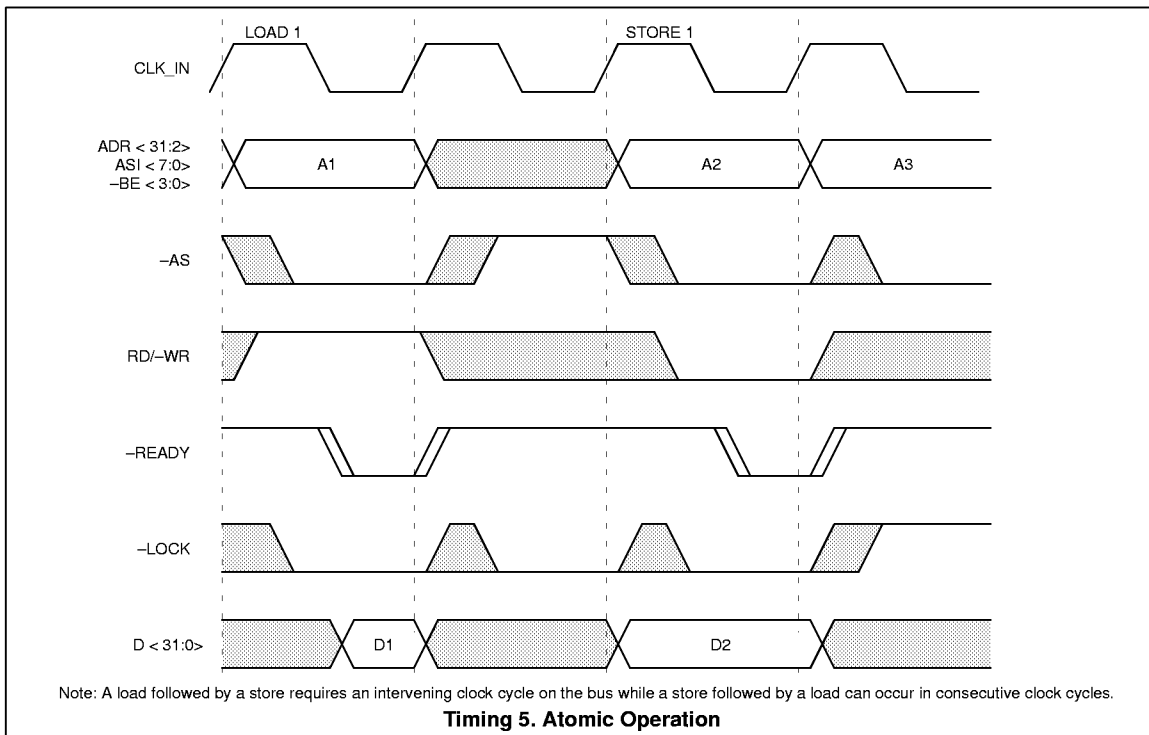 LOAD 1 STORE 1
CLK_IN
ADR < 31:2>
ASI < 7:0>
–BE < 3:0>
A1 A2 A3
–AS
RD/–WR
–READY
–LOCK
D < 31:0>
D1 D2
Note: A load followed by a store requires an intervening clock cycle on the bus while a store followed by a load can occur in consecutive clock cycles.
Timing 5. Atomic Operation